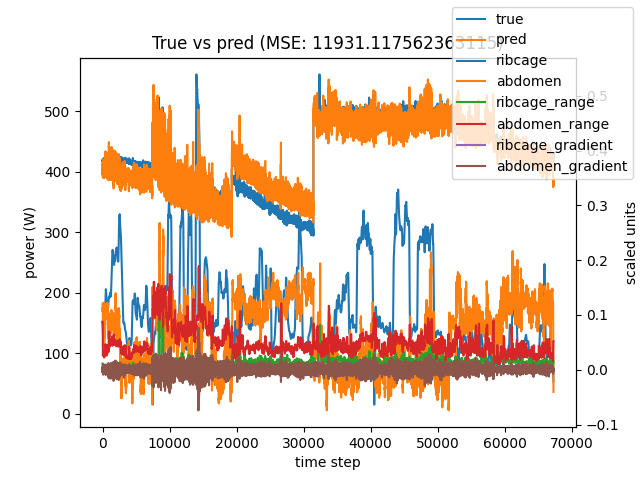 True vs pred (MSE: 11931.117562363115)
true
pred
ribcage
abdomen
ribcage_range
abdomen_range
ribcage_gradient
abdomen_gradient
power (W)
500
400
300
200
100
0
0.5
0.4
0.3
0.2
0.1
0.0
−0.1
scaled units
0 10000 20000 30000 40000 50000 60000 70000
time step